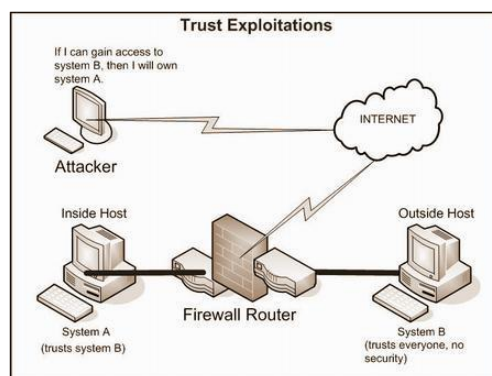 Trust Exploitations
If I can gain access to
system B, then I will own
system A.
Attacker
INTERNET
Inside Host
Outside Host
Firewall Router
System A
(trusts system B)
System B
(trusts everyone, no
security)